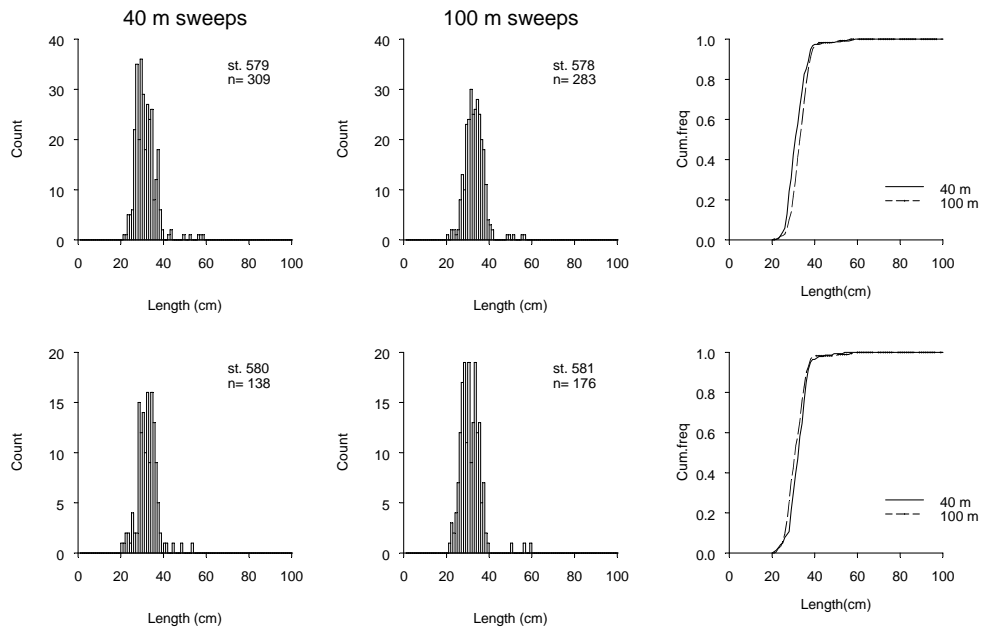 40 m sweeps
100 m sweeps
40
30
20
10
0
Count
st. 579
n= 309
0 20 40 60 80 100
Length (cm)
40
30
20
10
0
Count
st. 578
n= 283
0 20 40 60 80 100
Length (cm)
1.0
0.8
0.6
0.4
0.2
0.0
Cum.freq
40 m
100 m
0 20 40 60 80 100
Length(cm)
20
15
10
5
0
Count
st. 580
n= 138
0 20 40 60 80 100
Length (cm)
20
15
10
5
0
Count
st. 581
n= 176
0 20 40 60 80 100
Length (cm)
1.0
0.8
0.6
0.4
0.2
0.0
Cum.freq
40 m
100 m
0 20 40 60 80 100
Length(cm)